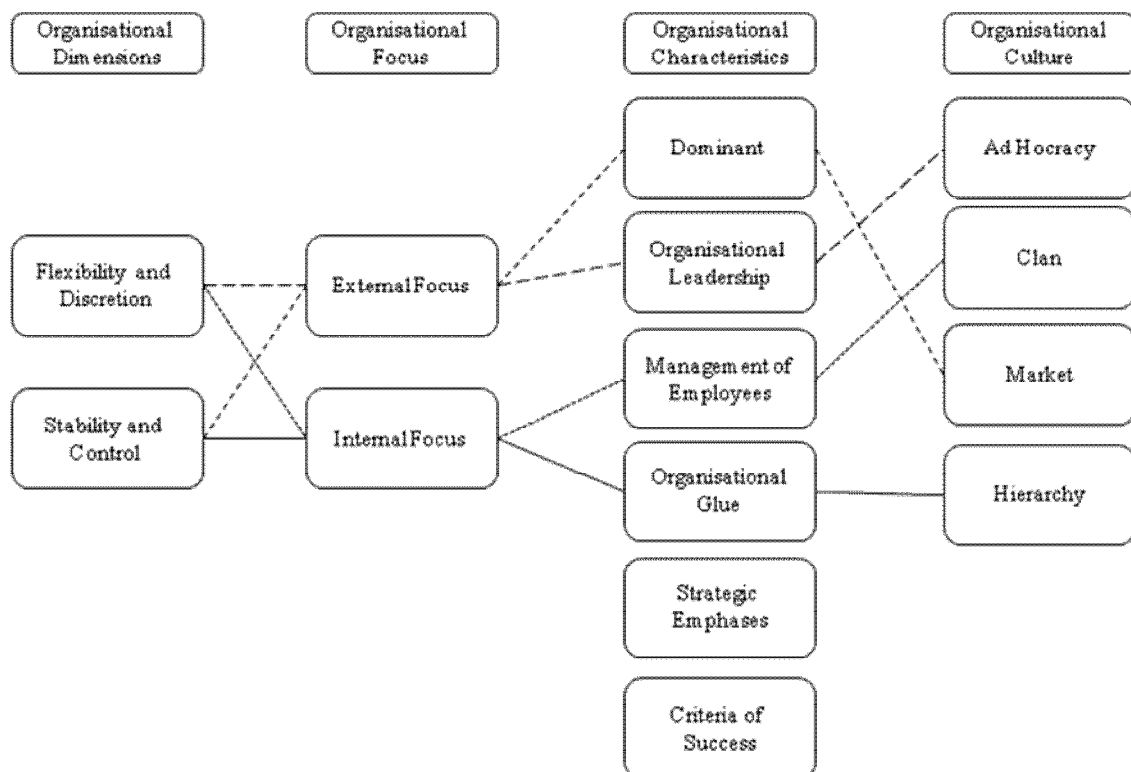 Organisational
Dimensions
Organisational
Focus
Organisational
Characteristics
Organisational
Culture
Dominant
Ad Hocracy
Flexibility and
Discretion
External Focus
Organisational
Leadership
Clan
Stability and
Control
Internal Focus
Management of
Employees
Market
Organisational
Glue
Hierarchy
Strategic
Emphases
Criteria of
Success